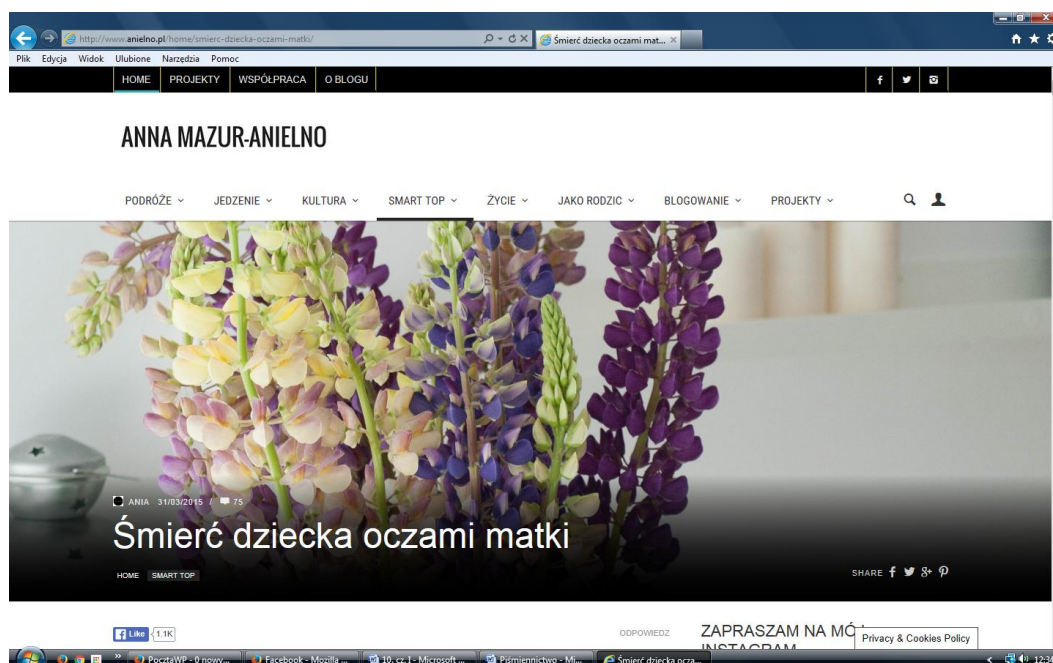 http://www.anielno.pl/home/smierc-dziecka-oczami-matki/
Śmierć dziecka oczami mat...
Plik Edycja Widok Ulubione Narzędzia Pomoc
HOME PROJEKTY WSPÓŁPRACA O BLOGU
ANNA MAZUR-ANIELNO
PODRÓŻE JEDZENIE KULTURA SMART TOP ŻYCIE JAKO RODZIC BLOGOWANIE PROJEKTY
ANIA 31/03/2015 / 75
Śmierć dziecka oczami matki
HOME SMART TOP
SHARE
Like 1.1K
ODPOWIEDZ
ZAPRASZAM NA MÓJ
INSTAGRAM
Privacy & Cookies Policy
PocztaWP - 0 nowy... Facebook - Mozilla ... 10. cz.1 - Microsoft ... Piśmiennictwo - Mi... Śmierć dziecka ocza...